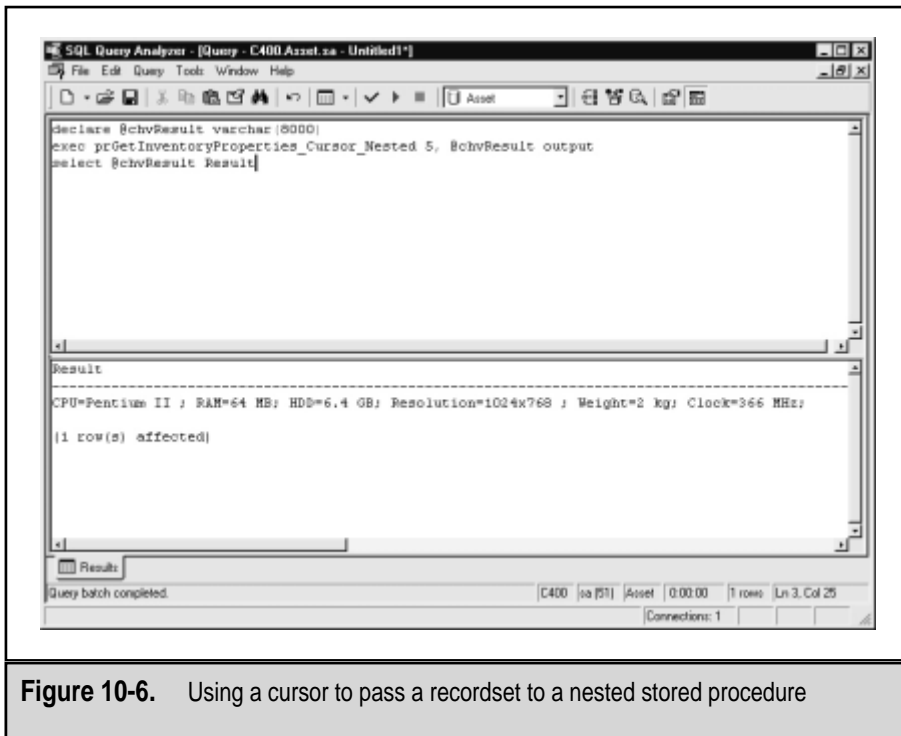 SQL Query Analyzer - [Query - C400.Asset.sa - Untitled1*]
File Edit Query Tools Window Help
Asset
declare @chvResult varchar(8000)
exec prGetInventoryProperties_Cursor_Nested 5, @chvResult output
select @chvResult Result
Result
--------------------------------------------------------------------------------
CPU=Pentium II ; RAM=64 MB; HDD=6.4 GB; Resolution=1024x768 ; Weight=2 kg; Clock=366 MHz;
(1 row(s) affected)
Results
Query batch completed. C400 sa (51) Asset 0:00:00 1 rows Ln 3, Col 25
Connections: 1
Figure 10-6. Using a cursor to pass a recordset to a nested stored procedure